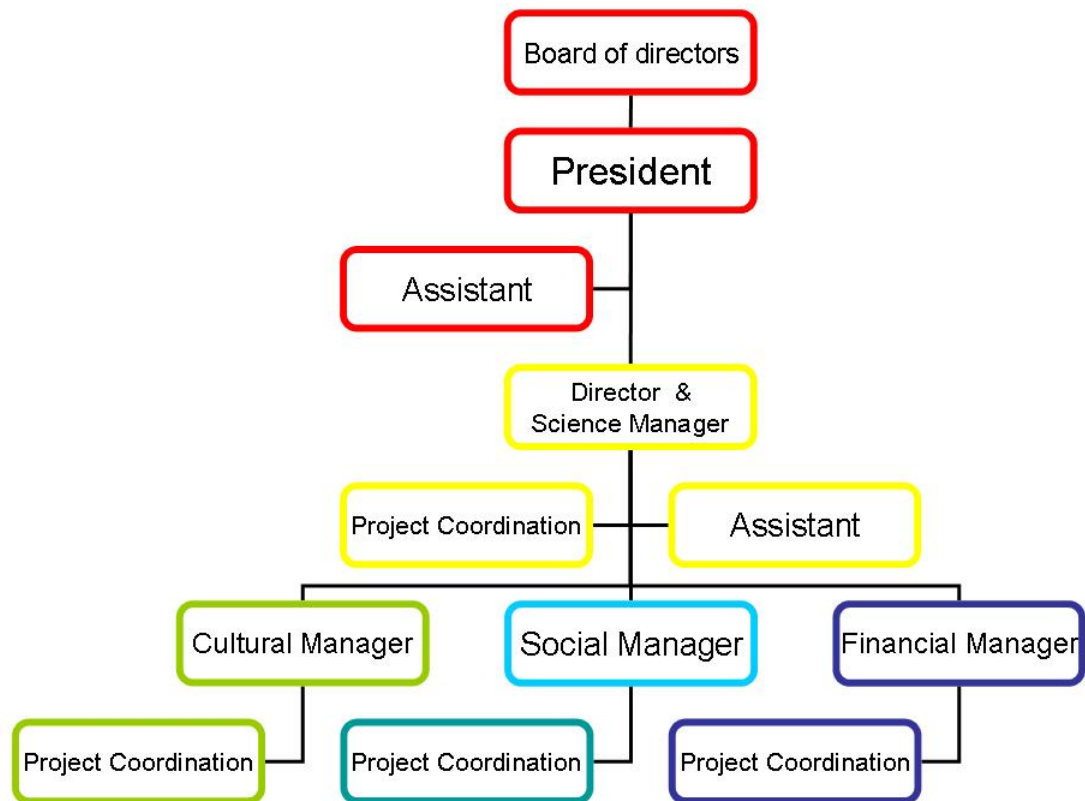 Board of directors
President
Assistant
Director &
Science Manager
Project Coordination
Assistant
Cultural Manager
Social Manager
Financial Manager
Project Coordination
Project Coordination
Project Coordination